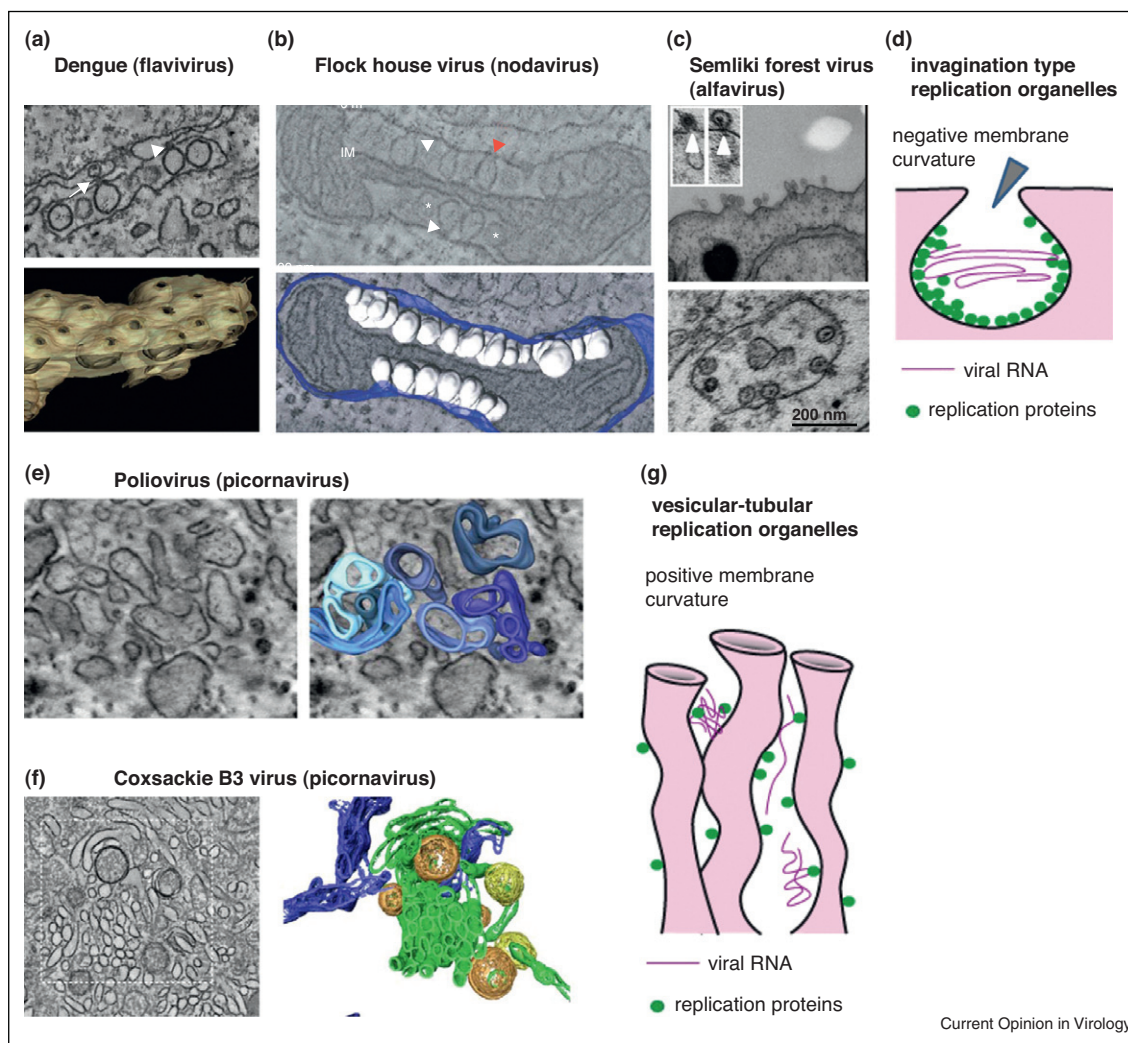 (a)
Dengue (flavivirus)
(b)
Flock house virus (nodavirus)
IM
*
*
(c)
Semliki forest virus
(alfavirus)
200 nm
(d)
invagination type
replication organelles
negative membrane
curvature
viral RNA
replication proteins
(e)
Poliovirus (picornavirus)
(f)
Coxsackie B3 virus (picornavirus)
(g)
vesicular-tubular
replication organelles
positive membrane
curvature
viral RNA
replication proteins
Current Opinion in Virology